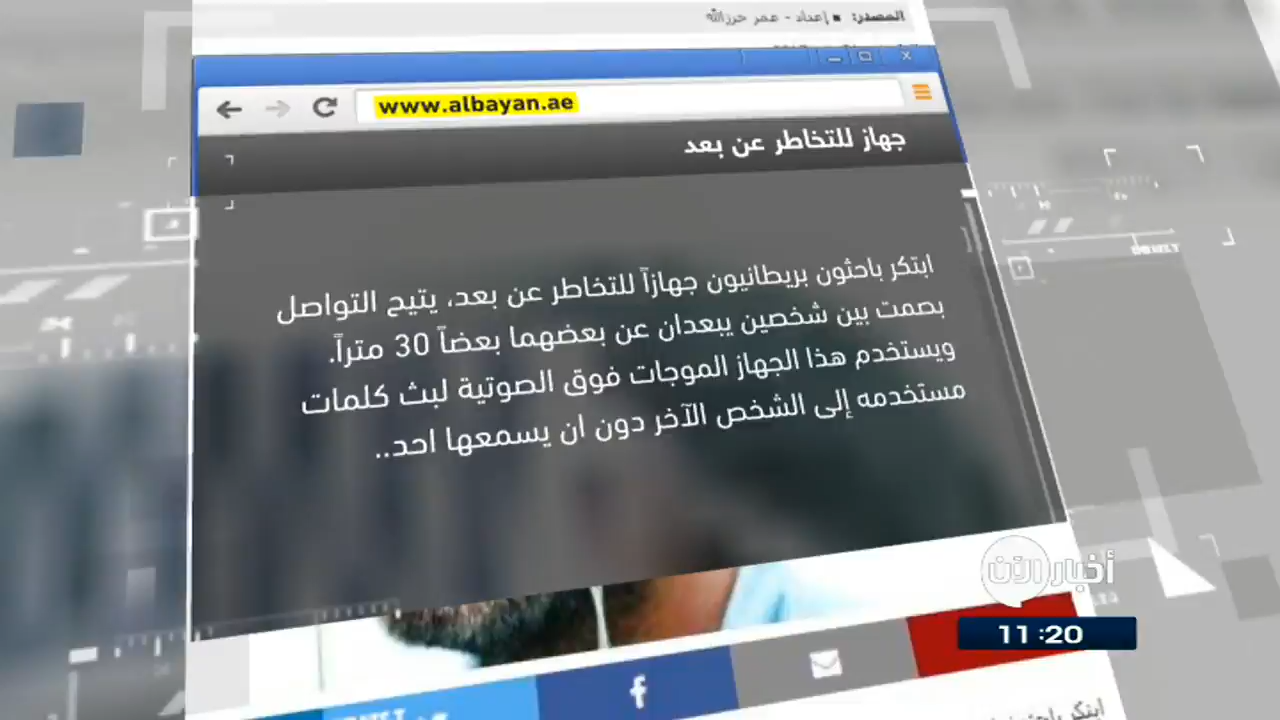 المصدر: ■ إعداد - عمر حرزالله
www.albayan.ae
جهاز للتخاطر عن بعد
ابتكر باحثون بريطانيون جهازاً للتخاطر عن بعد، يتيح التواصل
بصمت بين شخصين يبعدان عن بعضهما بعضاً 30 متراً.
ويستخدم هذا الجهاز الموجات فوق الصوتية لبث كلمات
مستخدمه إلى الشخص الآخر دون ان يسمعها احد..
أخبار الآن
11:20
f
ابتكر